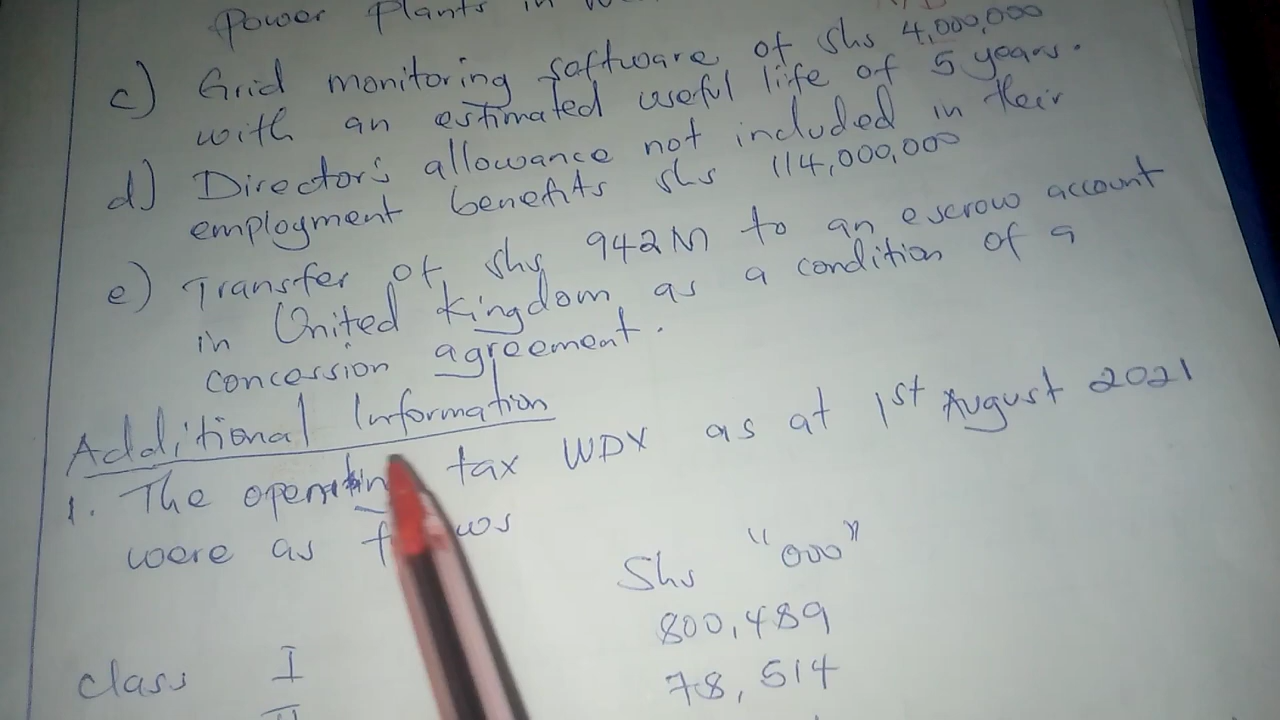 Power Plants in
c) Grid monitoring software of shs 4,000,000
with an estimated useful life of 5 years.
d) Director's allowance not included in their
employment benefits shs 114,000,000
e) Transfer of shs 942M to an escrow account
in United Kingdom as a condition of a
concession agreement.
Additional Information
1. The tax WDV as at 1st August 2021
were as
Shs "000"
class I 800,489
II 78,514